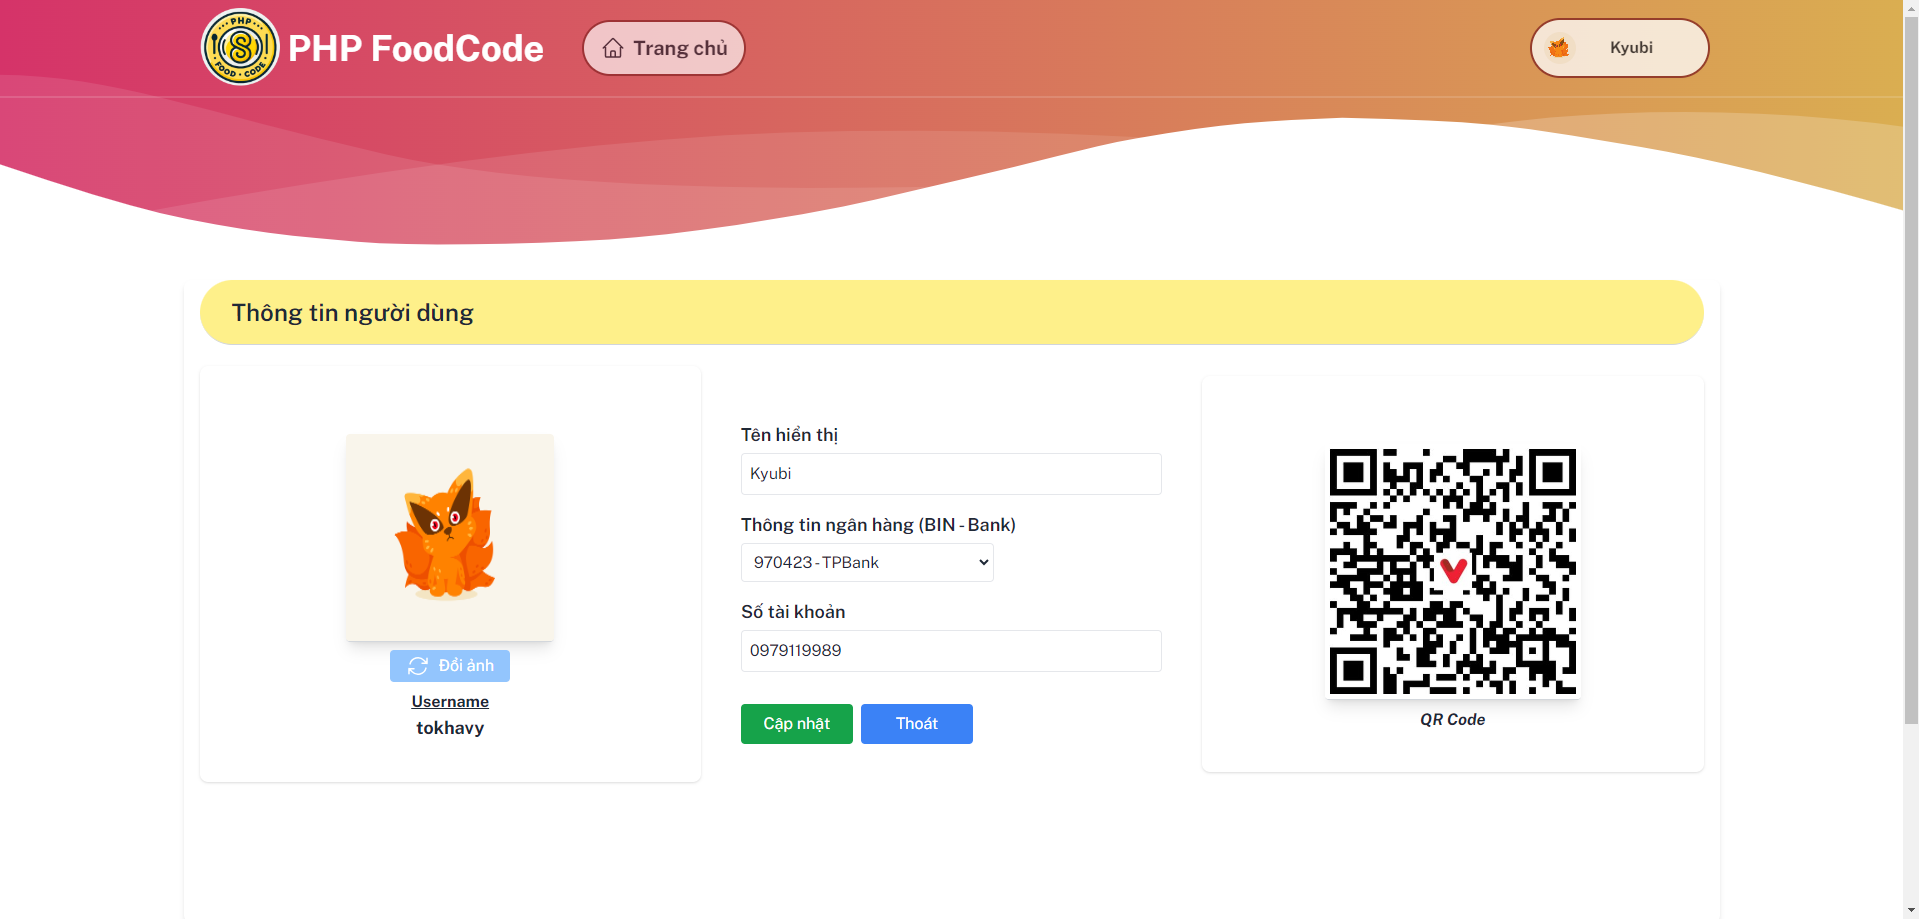 PHP
FOOD • CODE
PHP FoodCode
Trang chủ
Kyubi
Thông tin người dùng
Đổi ảnh
Username
tokhavy
Tên hiển thị
Kyubi
Thông tin ngân hàng (BIN - Bank)
970423 - TPBank
Số tài khoản
0979119989
Cập nhật
Thoát
QR Code